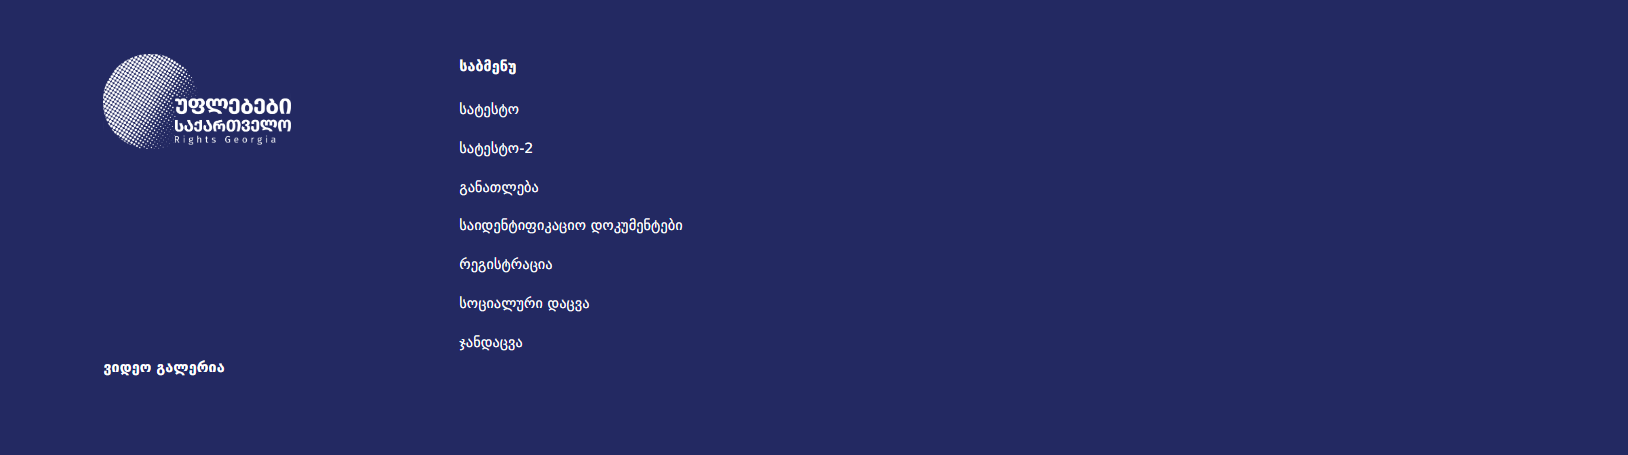 უფლებები
საქართველო
Rights Georgia
საბმენუ
სატესტო
სატესტო-2
განათლება
საიდენტიფიკაციო დოკუმენტები
რეგისტრაცია
სოციალური დაცვა
ჯანდაცვა
ვიდეო გალერია